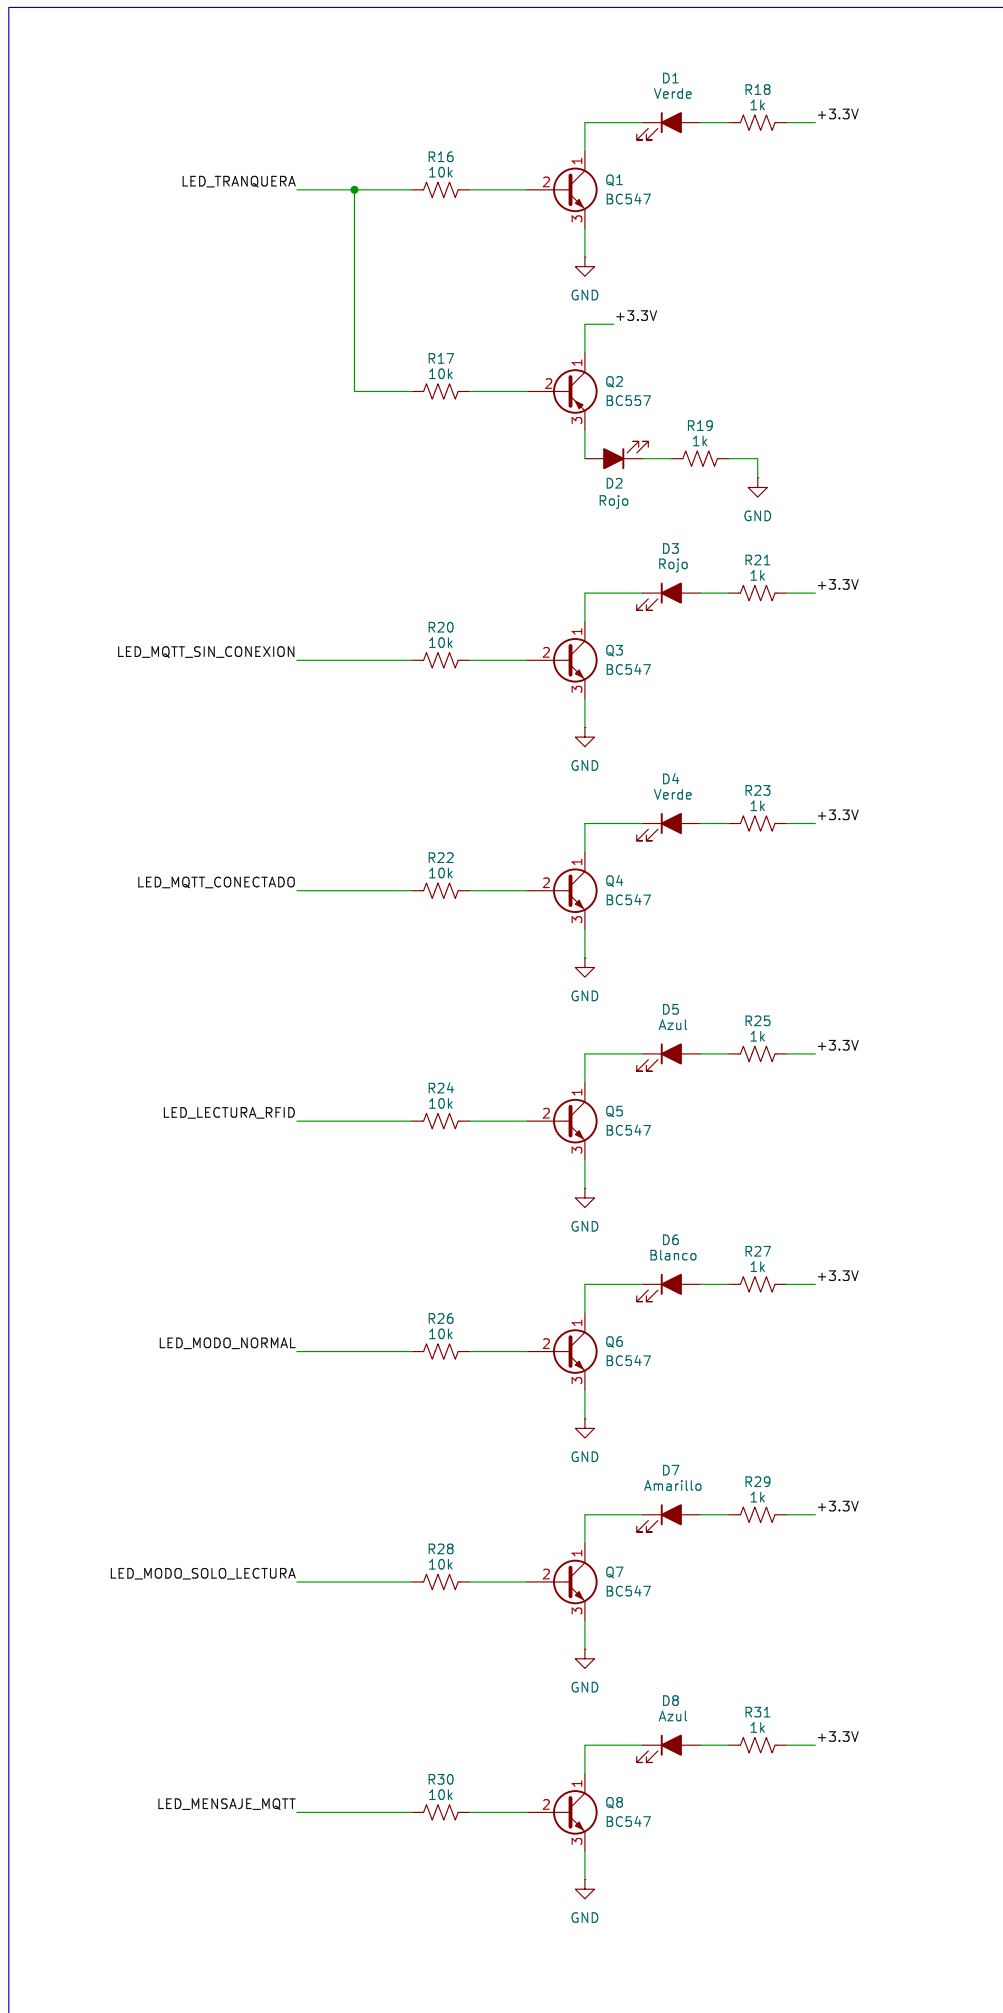 D1
Verde
R18
1k
+3.3V
LED_TRANQUERA
R16
10k
1
2
3
Q1
BC547
GND
+3.3V
R17
10k
1
2
3
Q2
BC557
R19
1k
D2
Rojo
GND
D3
Rojo
R21
1k
+3.3V
LED_MQTT_SIN_CONEXION
R20
10k
1
2
3
Q3
BC547
GND
D4
Verde
R23
1k
+3.3V
LED_MQTT_CONECTADO
R22
10k
1
2
3
Q4
BC547
GND
D5
Azul
R25
1k
+3.3V
LED_LECTURA_RFID
R24
10k
1
2
3
Q5
BC547
GND
D6
Blanco
R27
1k
+3.3V
LED_MODO_NORMAL
R26
10k
1
2
3
Q6
BC547
GND
D7
Amarillo
R29
1k
+3.3V
LED_MODO_SOLO_LECTURA
R28
10k
1
2
3
Q7
BC547
GND
D8
Azul
R31
1k
+3.3V
LED_MENSAJE_MQTT
R30
10k
1
2
3
Q8
BC547
GND